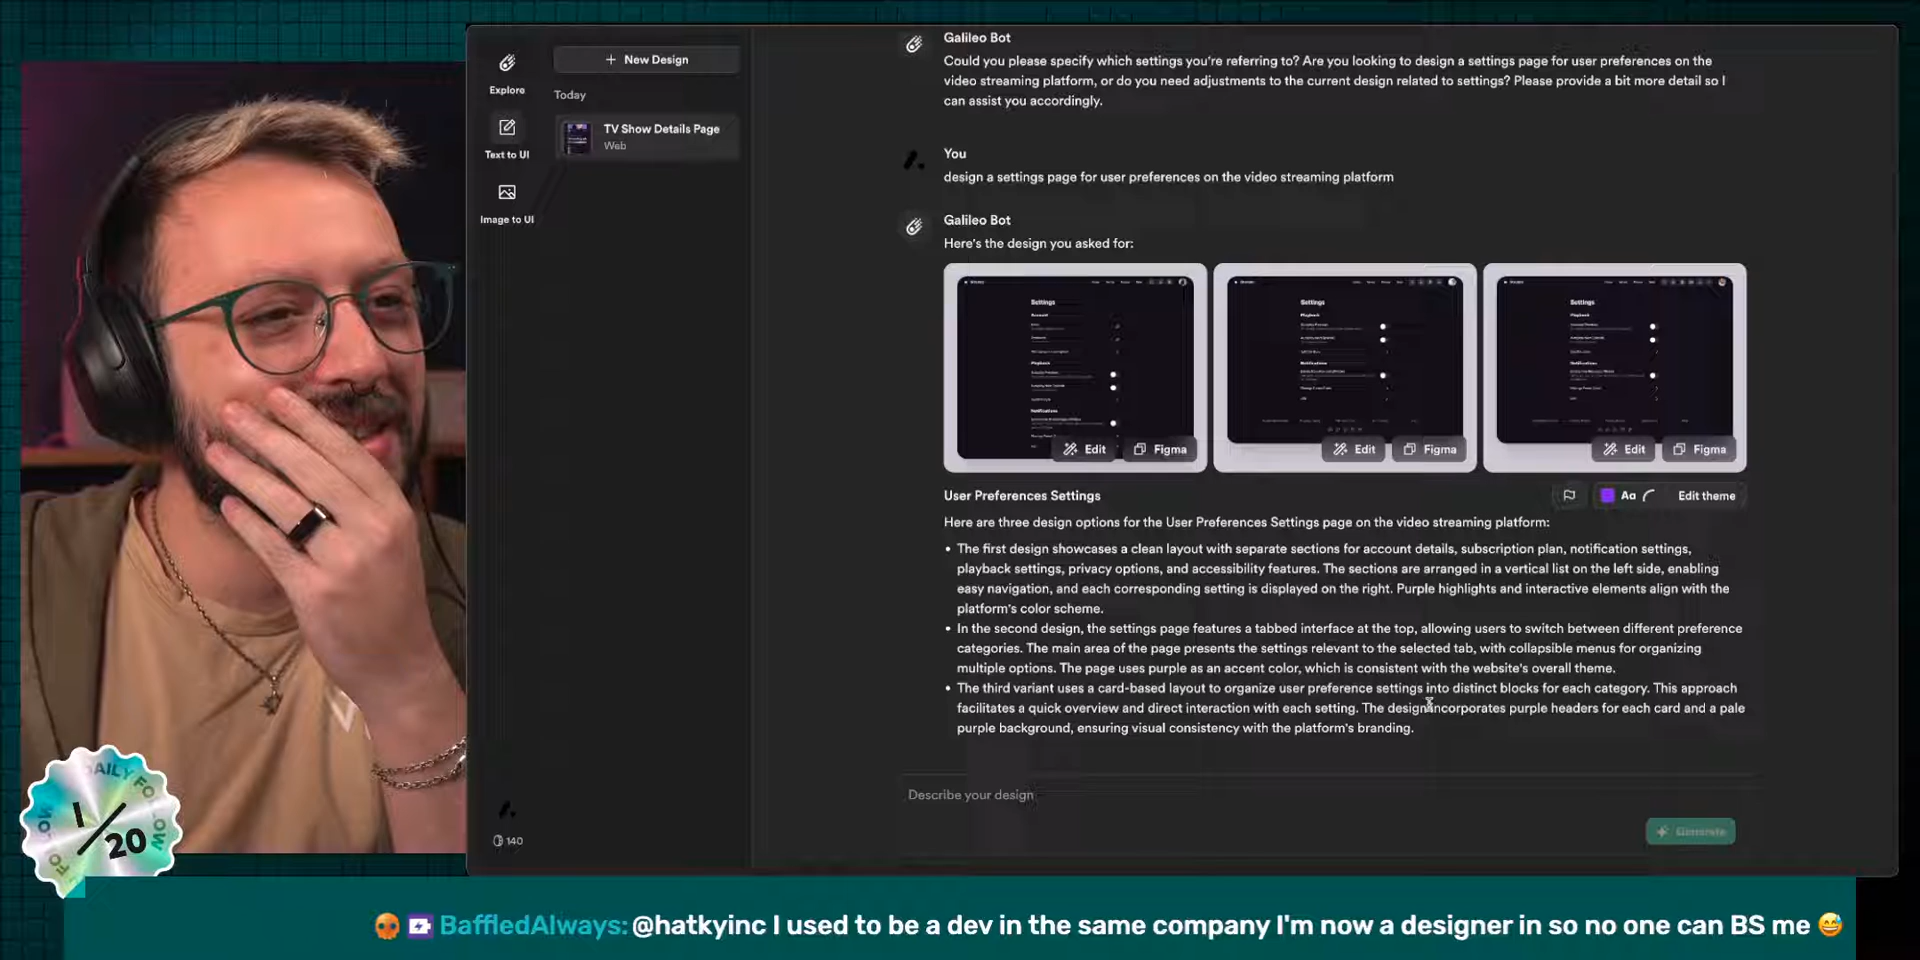 Explore
Text to UI
Image to UI
140
+ New Design
Today
TV Show Details Page
Web
Galileo Bot
Could you please specify which settings you're referring to? Are you looking to design a settings page for user preferences on the
video streaming platform, or do you need adjustments to the current design related to settings? Please provide a bit more detail so I
can assist you accordingly.
You
design a settings page for user preferences on the video streaming platform
Galileo Bot
Here's the design you asked for:
Settings
Account
Playback
Notifications
Edit
Figma
Settings
Playback
Notifications
Edit
Figma
Settings
Playback
Notifications
Edit
Figma
User Preferences Settings
Aa
Edit theme
Here are three design options for the User Preferences Settings page on the video streaming platform:
• The first design showcases a clean layout with separate sections for account details, subscription plan, notification settings,
playback settings, privacy options, and accessibility features. The sections are arranged in a vertical list on the left side, enabling
easy navigation, and each corresponding setting is displayed on the right. Purple highlights and interactive elements align with the
platform's color scheme.
• In the second design, the settings page features a tabbed interface at the top, allowing users to switch between different preference
categories. The main area of the page presents the settings relevant to the selected tab, with collapsible menus for organizing
multiple options. The page uses purple as an accent color, which is consistent with the website's overall theme.
• The third variant uses a card-based layout to organize user preference settings into distinct blocks for each category. This approach
facilitates a quick overview and direct interaction with each setting. The design incorporates purple headers for each card and a pale
purple background, ensuring visual consistency with the platform's branding.
Describe your design
Generate
DAILY FOLLOW
1/20
BaffledAlways: @hatkyinc I used to be a dev in the same company I'm now a designer in so no one can BS me 😅